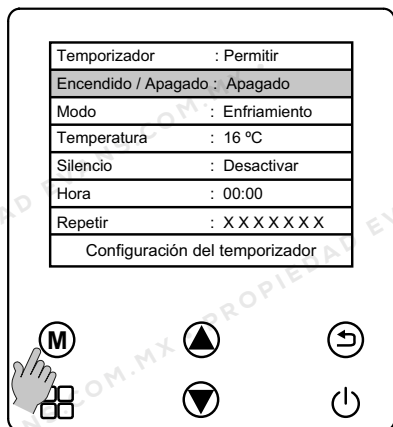 Temporizador : Permitir
Encendido / Apagado : Apagado
Modo : Enfriamiento
Temperatura : 16 ºC
Silencio : Desactivar
Hora : 00:00
Repetir : X X X X X X X
Configuración del temporizador
M